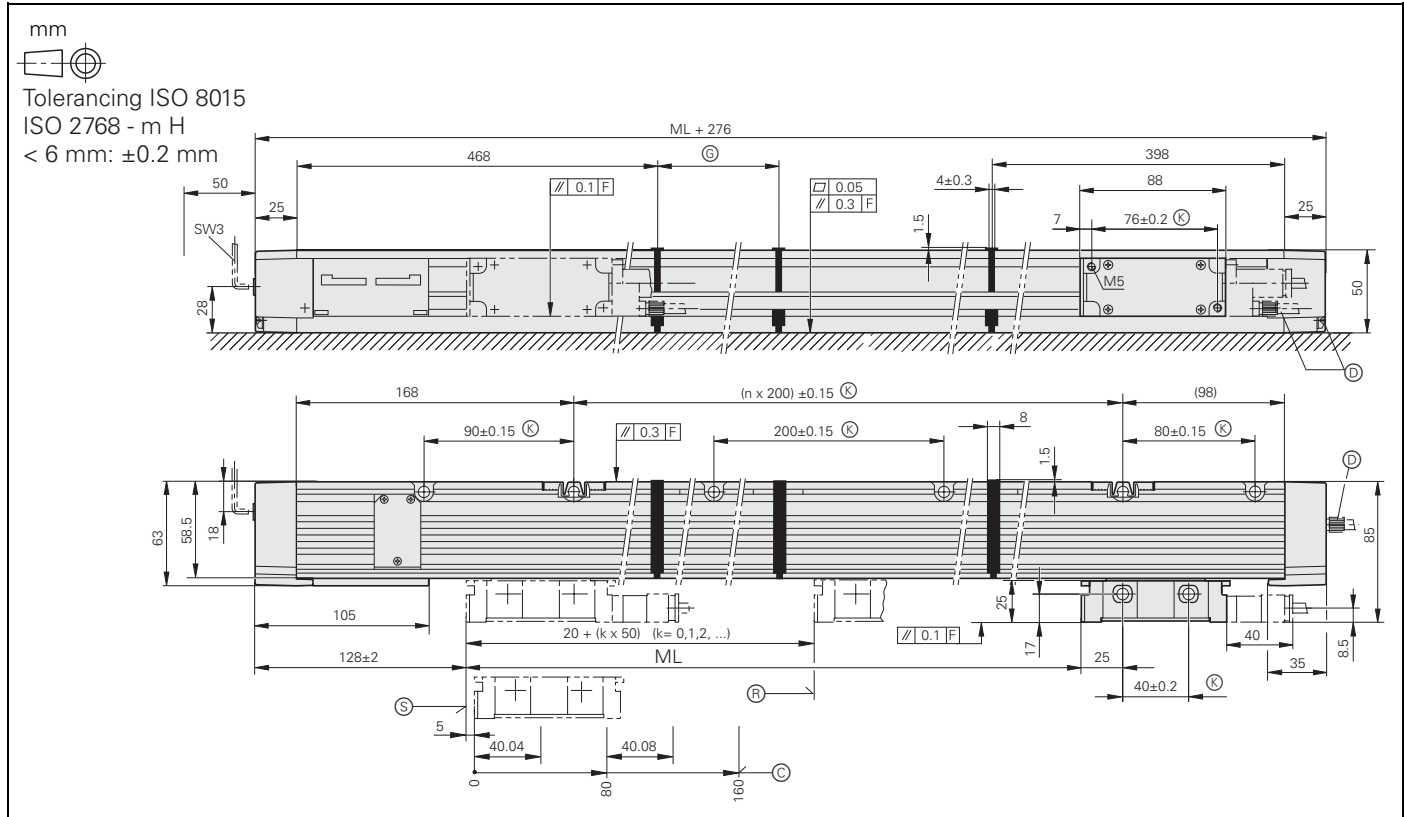 mm
Tolerancing ISO 8015
ISO 2768 - m H
< 6 mm: ±0.2 mm
ML + 276
468
G
398
50
4±0.3
88
25
// 0.1 F
⏥ 0.05
// 0.3 F
1.5
7
76±0.2 K
25
SW3
M5
28
50
D
168
(n x 200) ±0.15 K
(98)
90±0.15 K
// 0.3 F
200±0.15 K
8
1.5
80±0.15 K
D
63
58.5
18
85
105
20 + (k x 50) (k= 0,1,2, ...)
// 0.1 F
25
17
40
8.5
128±2
ML
25
35
S
R
40±0.2 K
5
40.04
40.08
C
0
80
160